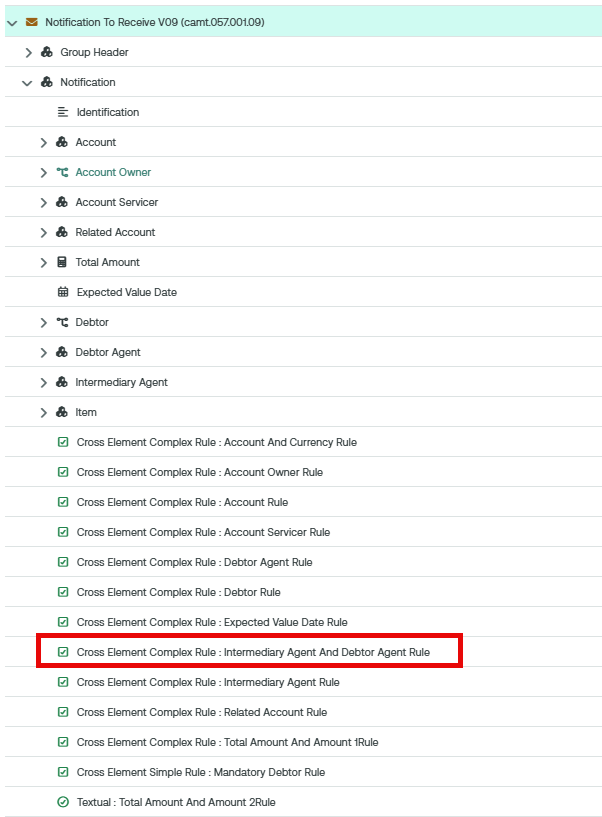 Notification To Receive V09 (camt.057.001.09)
Group Header
Notification
Identification
Account
Account Owner
Account Servicer
Related Account
Total Amount
Expected Value Date
Debtor
Debtor Agent
Intermediary Agent
Item
Cross Element Complex Rule : Account And Currency Rule
Cross Element Complex Rule : Account Owner Rule
Cross Element Complex Rule : Account Rule
Cross Element Complex Rule : Account Servicer Rule
Cross Element Complex Rule : Debtor Agent Rule
Cross Element Complex Rule : Debtor Rule
Cross Element Complex Rule : Expected Value Date Rule
Cross Element Complex Rule : Intermediary Agent And Debtor Agent Rule
Cross Element Complex Rule : Intermediary Agent Rule
Cross Element Complex Rule : Related Account Rule
Cross Element Complex Rule : Total Amount And Amount 1Rule
Cross Element Simple Rule : Mandatory Debtor Rule
Textual : Total Amount And Amount 2Rule